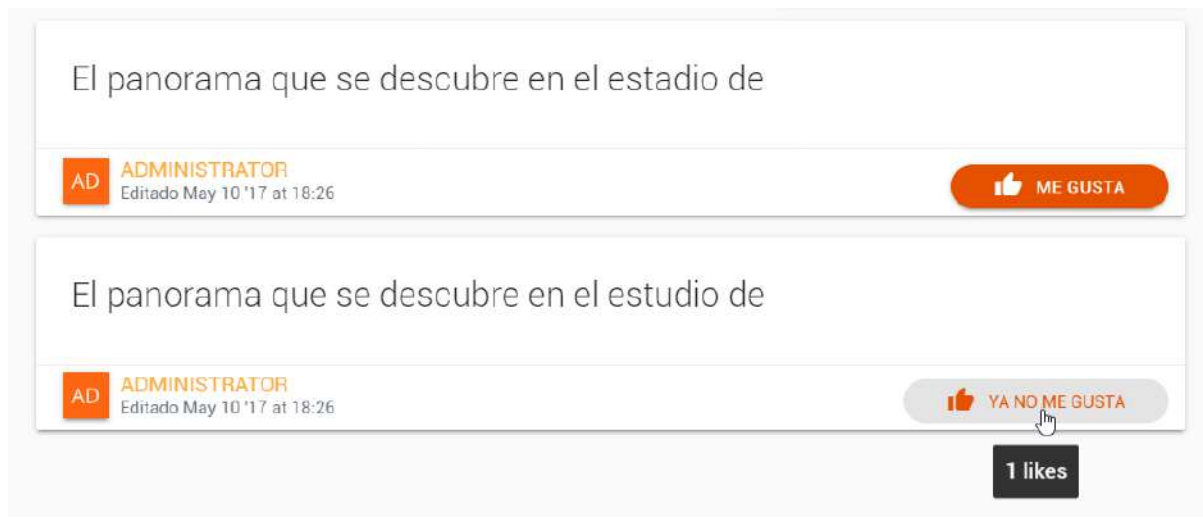 El panorama que se descubre en el estadio de
AD
ADMINISTRATOR
Editado May 10 '17 at 18:26
ME GUSTA
El panorama que se descubre en el estudio de
AD
ADMINISTRATOR
Editado May 10 '17 at 18:26
YA NO ME GUSTA
1 likes